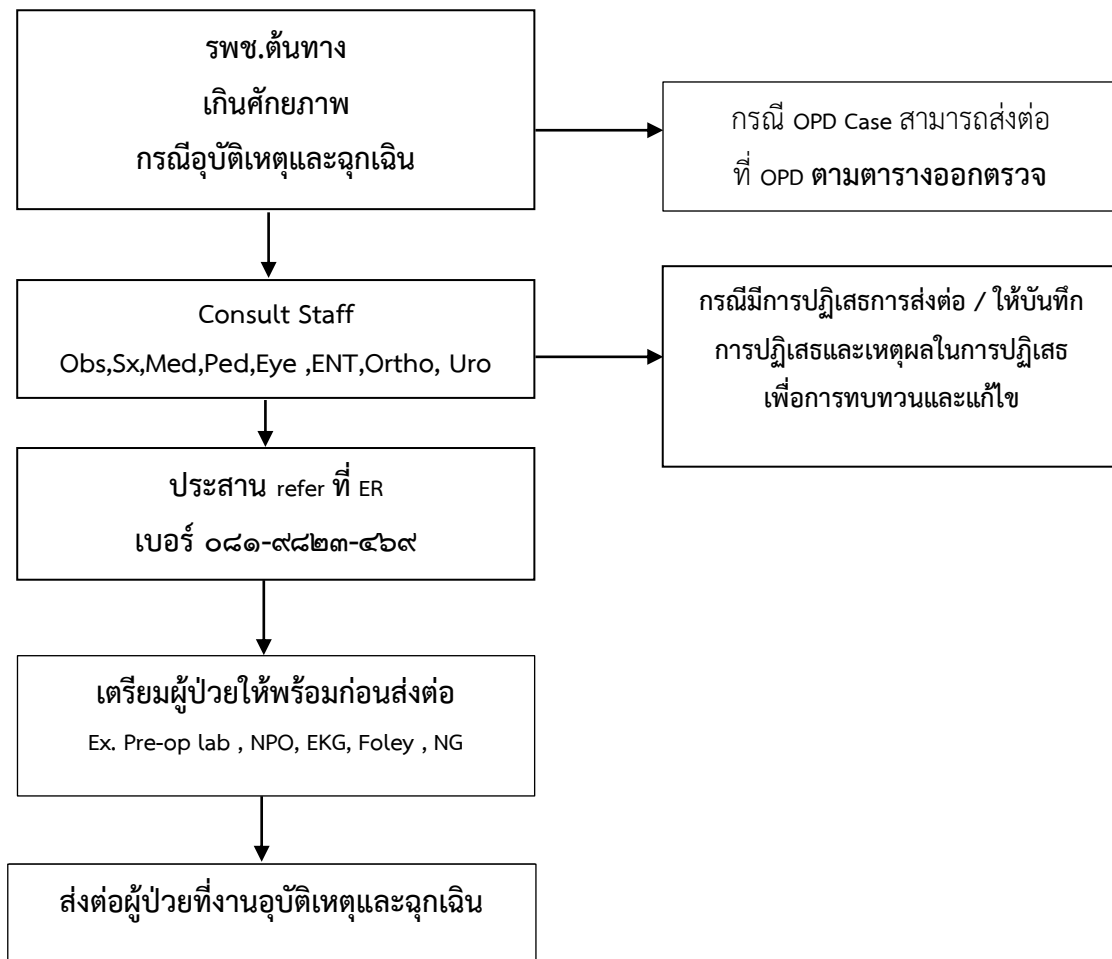 รพช.ต้นทาง
เกินศักยภาพ
กรณีอุบัติเหตุและฉุกเฉิน
กรณี OPD Case สามารถส่งต่อ
ที่ OPD ตามตารางออกตรวจ
Consult Staff
Obs,Sx,Med,Ped,Eye ,ENT,Ortho, Uro
กรณีมีการปฏิเสธการส่งต่อ / ให้บันทึก
การปฏิเสธและเหตุผลในการปฏิเสธ
เพื่อการทบทวนและแก้ไข
ประสาน refer ที่ ER
เบอร์ ๐๘๑-๙๘๒๓-๔๖๙
เตรียมผู้ป่วยให้พร้อมก่อนส่งต่อ
Ex. Pre-op lab , NPO, EKG, Foley , NG
ส่งต่อผู้ป่วยที่งานอุบัติเหตุและฉุกเฉิน